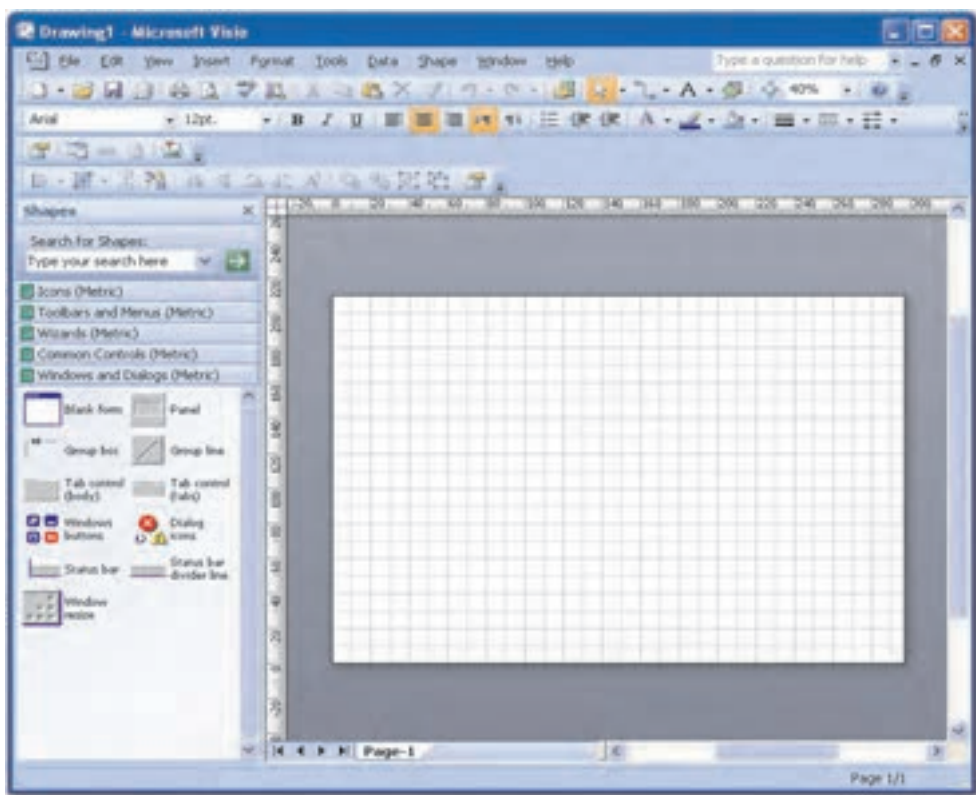 Drawing1 - Microsoft Visio
File Edit View Insert Format Tools Data Shape Window Help Type a question for help
A 40%
Arial 12pt. B I U A
Shapes
Search for Shapes:
Type your search here
Icons (Metric)
Toolbars and Menus (Metric)
Wizards (Metric)
Common Controls (Metric)
Windows and Dialogs (Metric)
Blank form Panel
Group box Group line
Tab control (body) Tab control (tabs)
Windows buttons Dialog icons
Status bar Status bar divider line
Window resize
Page-1
Page 1/1